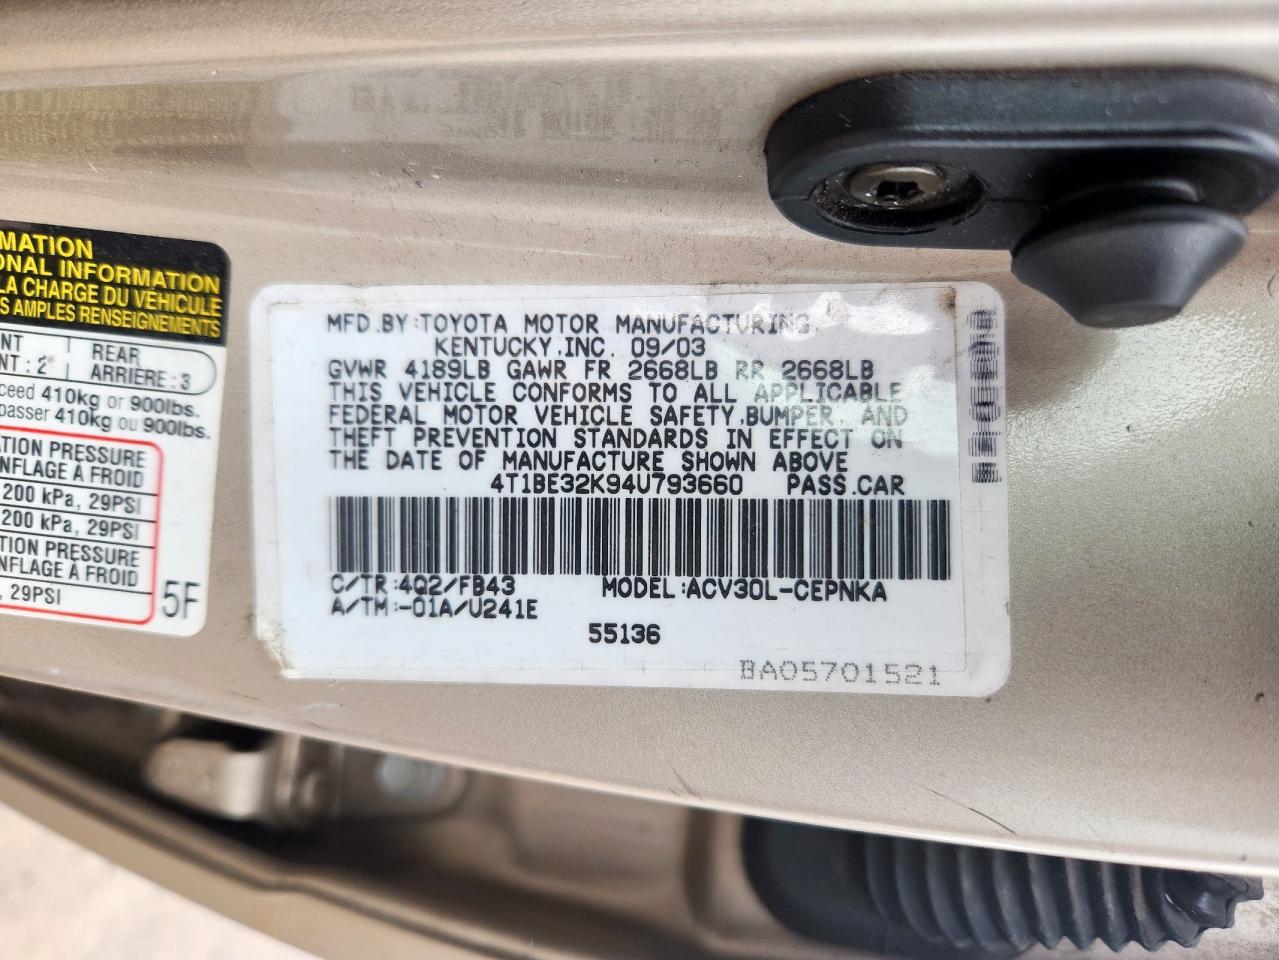 MATION
ONAL INFORMATION
LA CHARGE DU VÉHICULE
S AMPLES RENSEIGNEMENTS
NT
NT : 2
REAR
ARRIÈRE : 3
ceed 410kg or 900lbs.
passer 410kg ou 900lbs.
TION PRESSURE
NFLAGE À FROID
200 kPa, 29PSI
200 kPa, 29PSI
TION PRESSURE
NFLAGE À FROID
, 29PSI
5F
MFD.BY:TOYOTA MOTOR MANUFACTURING,
KENTUCKY,INC. 09/03
GVWR 4189LB GAWR FR 2668LB RR 2668LB
THIS VEHICLE CONFORMS TO ALL APPLICABLE
FEDERAL MOTOR VEHICLE SAFETY,BUMPER, AND
THEFT PREVENTION STANDARDS IN EFFECT ON
THE DATE OF MANUFACTURE SHOWN ABOVE
4T1BE32K94U793660 PASS.CAR
C/TR:4Q2/FB43 MODEL:ACV30L-CEPNKA
A/TM:-01A/U241E
55136
BA05701521